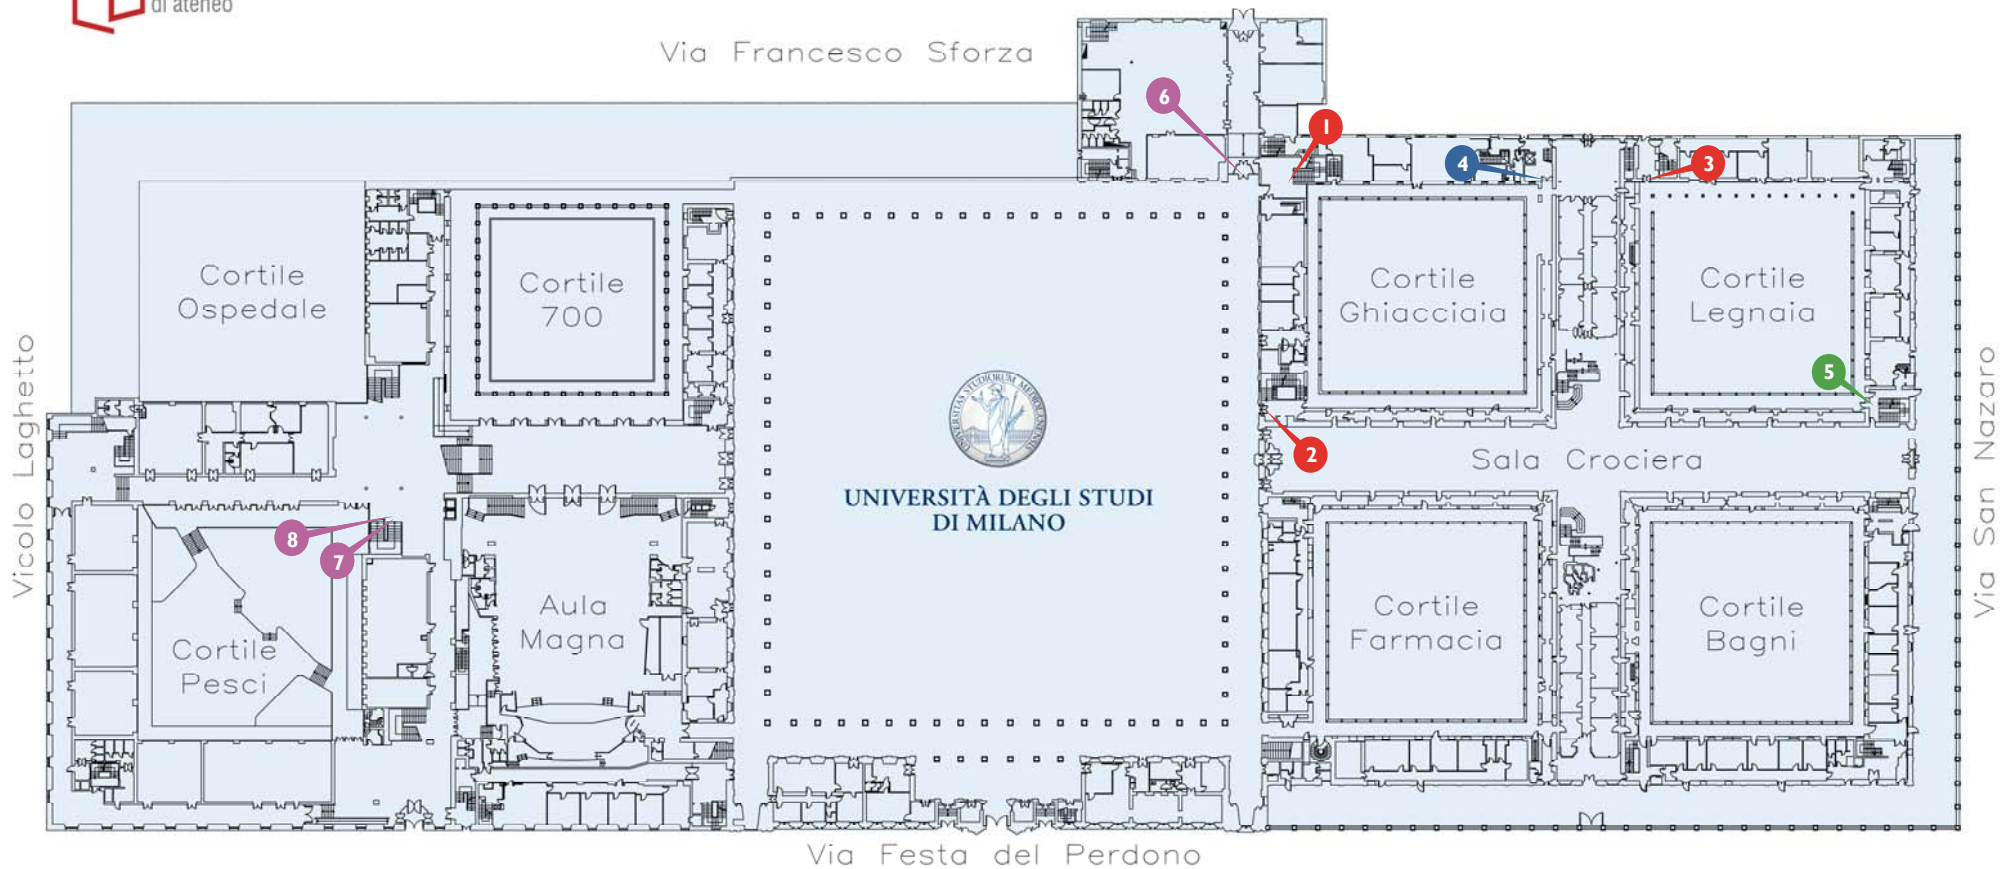 di ateneo
Via Francesco Sforza
6
1
4
3
Cortile
Ospedale
Cortile
700
Cortile
Ghiacciaia
Cortile
Legnaia
5
Vicolo Laghetto
Via San Nazaro
2
Sala Crociera
UNIVERSITÀ DEGLI STUDI
DI MILANO
8
7
Aula
Magna
Cortile
Pesci
Cortile
Farmacia
Cortile
Bagni
Via Festa del Perdono